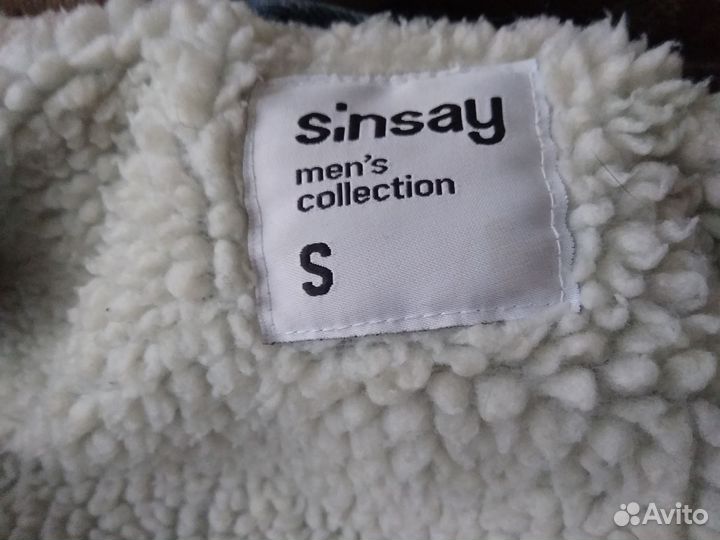 sinsay
men's
collection
S
Avito